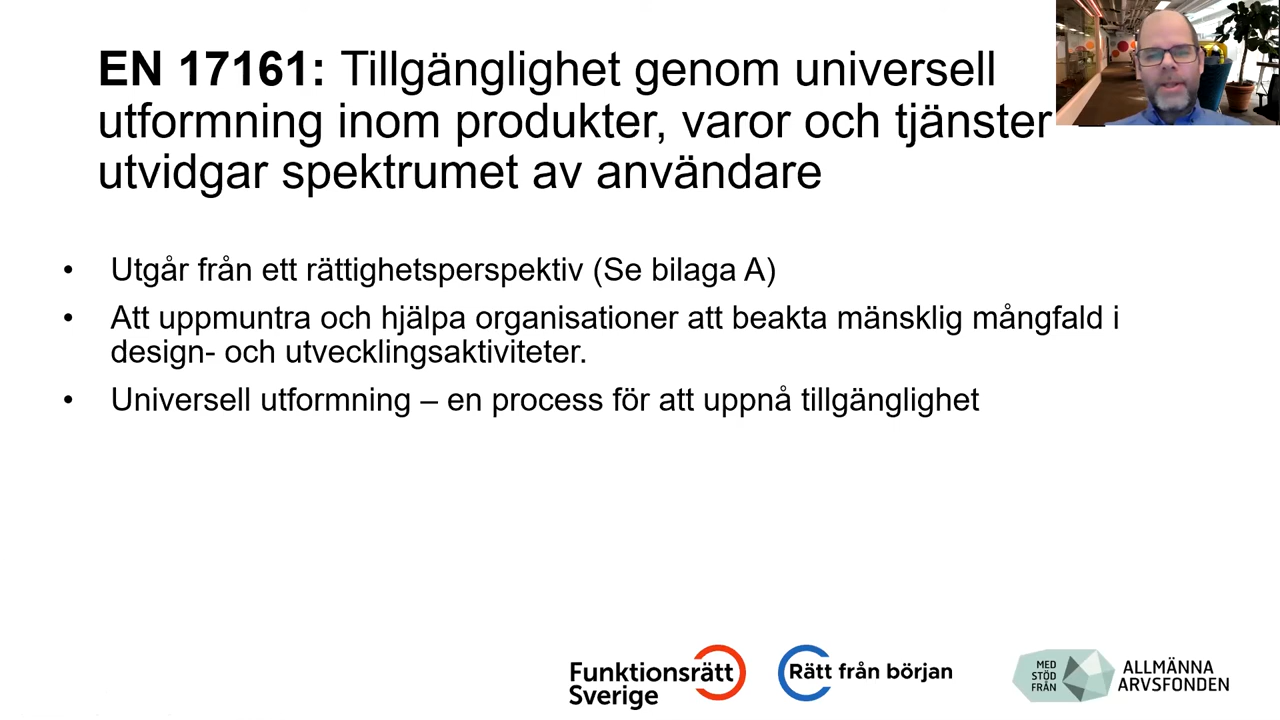 EN 17161: Tillgänglighet genom universell
utformning inom produkter, varor och tjänster –
utvidgar spektrumet av användare
• Utgår från ett rättighetsperspektiv (Se bilaga A)
• Att uppmuntra och hjälpa organisationer att beakta mänsklig mångfald i
design- och utvecklingsaktiviteter.
• Universell utformning – en process för att uppnå tillgänglighet
Funktionsrätt
Sverige
Rätt från början
MED
STÖD
FRÅN
ALLMÄNNA
ARVSFONDEN